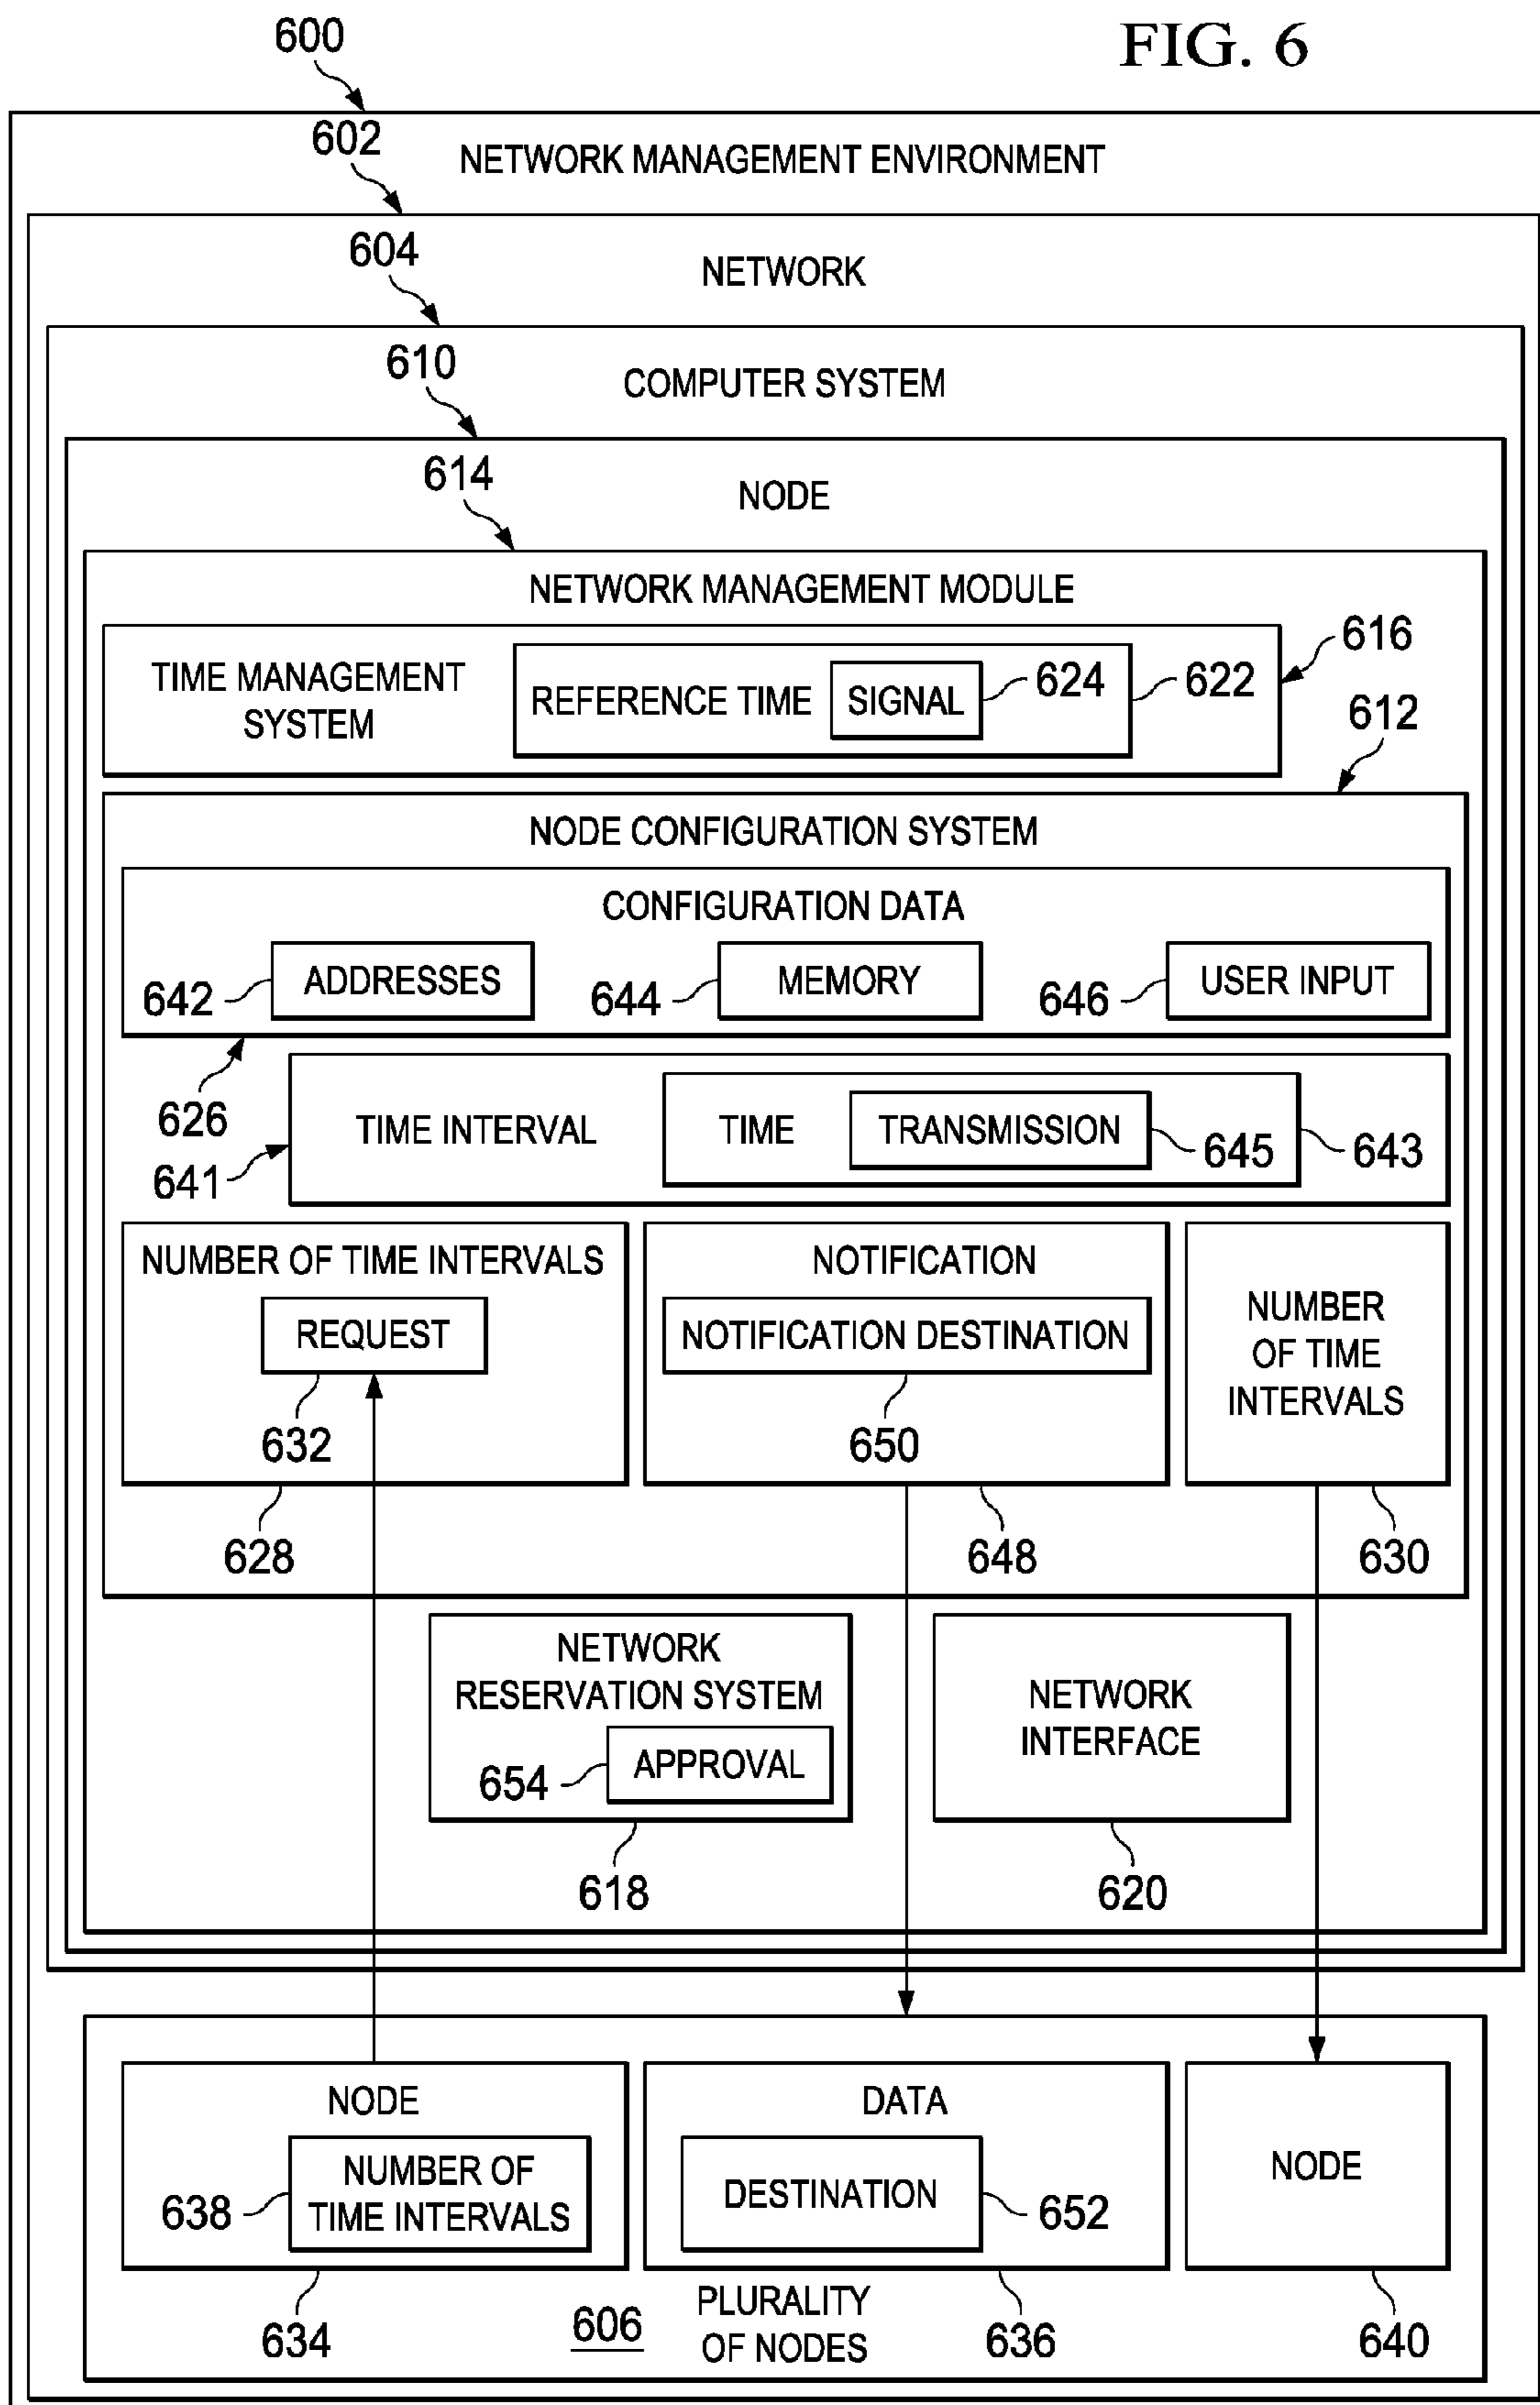 FIG. 6
600
602
NETWORK MANAGEMENT ENVIRONMENT
604
NETWORK
610
COMPUTER SYSTEM
614
NODE
NETWORK MANAGEMENT MODULE
616
TIME MANAGEMENT
SYSTEM
REFERENCE TIME
SIGNAL
624
622
612
NODE CONFIGURATION SYSTEM
CONFIGURATION DATA
642
ADDRESSES
644
MEMORY
646
USER INPUT
626
641
TIME INTERVAL
TIME
TRANSMISSION
645
643
NUMBER OF TIME INTERVALS
REQUEST
632
628
NOTIFICATION
NOTIFICATION DESTINATION
650
648
NUMBER
OF TIME
INTERVALS
630
NETWORK
RESERVATION SYSTEM
654
APPROVAL
618
NETWORK
INTERFACE
620
NODE
638
NUMBER OF
TIME INTERVALS
634
DATA
DESTINATION
652
636
NODE
640
606
PLURALITY
OF NODES